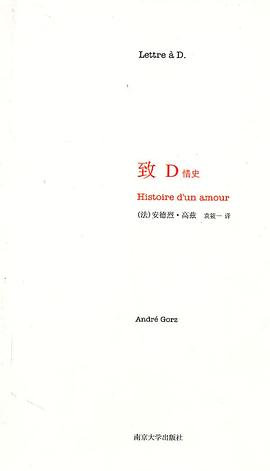 Lettre à D.
致 D 情史
Histoire d'un amour
(法)安德烈·高兹 袁筱一 译
André Gorz
南京大学出版社